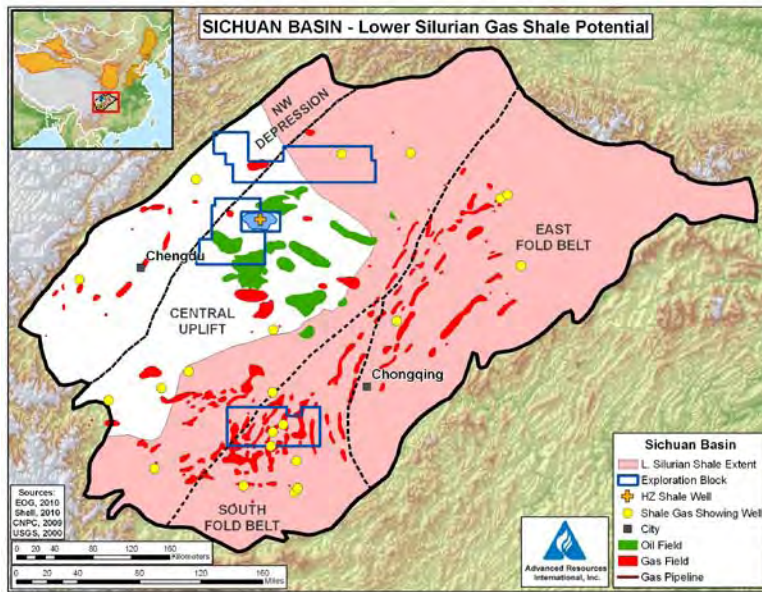 SICHUAN BASIN - Lower Silurian Gas Shale Potential
NW
DEPRESSION
EAST
FOLD BELT
Chengdu
CENTRAL
UPLIFT
Chongqing
SOUTH
FOLD BELT
Sources:
EOG, 2010
Shell, 2010
CNPC, 2009
USGS, 2000
0 20 40 80 120 160
Kilometers
0 20 40 80 120 160
Miles
Advanced Resources
International, Inc.
Sichuan Basin
L. Silurian Shale Extent
Exploration Block
HZ Shale Well
Shale Gas Showing Well
City
Oil Field
Gas Field
Gas Pipeline